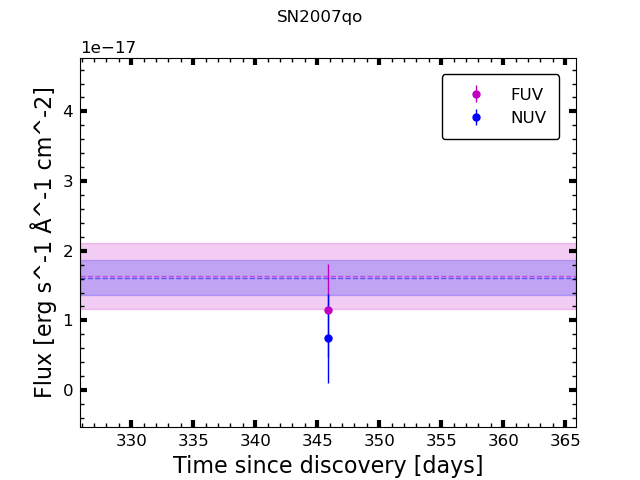 SN2007qo
1e−17
FUV
NUV
4
3
2
1
0
Flux [erg s^-1 Å^-1 cm^-2]
330 335 340 345 350 355 360 365
Time since discovery [days]